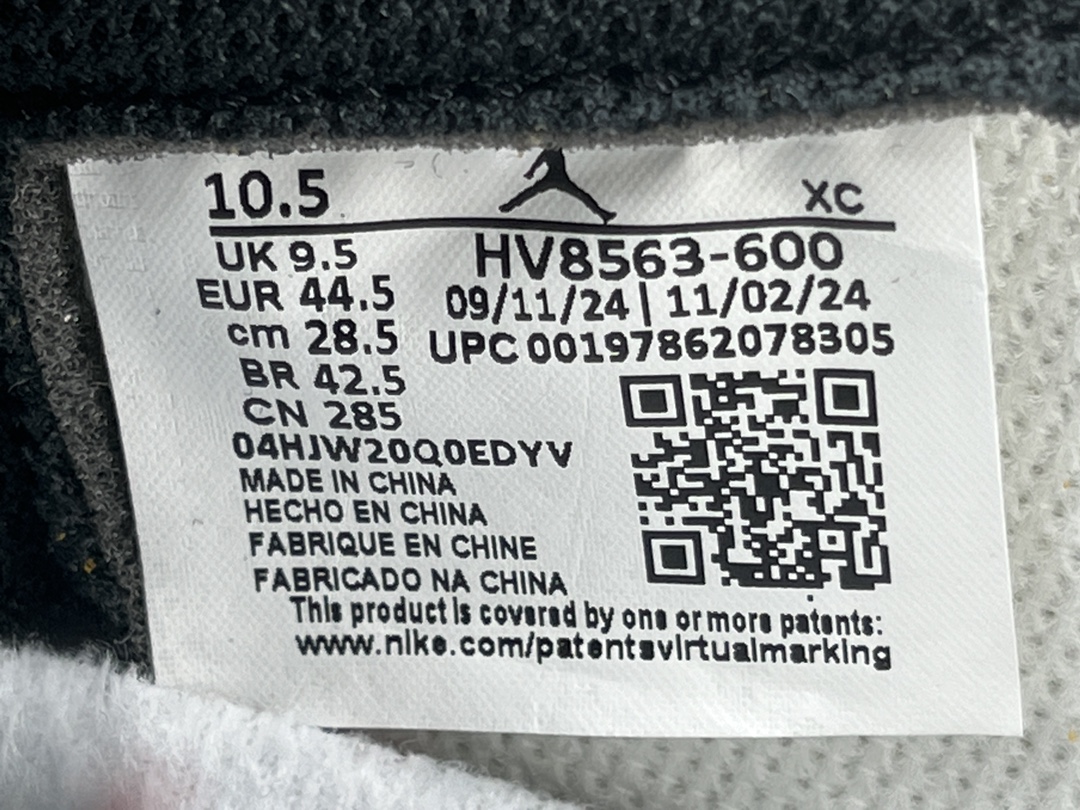 10.5 XC
UK 9.5 HV8563-600
EUR 44.5 09/11/24 | 11/02/24
cm 28.5 UPC 00197862078305
BR 42.5
CN 285
04HJW20Q0EDYV
MADE IN CHINA
HECHO EN CHINA
FABRIQUE EN CHINE
FABRICADO NA CHINA
This product is covered by one or more patents:
www.nike.com/patentsvirtualmarking